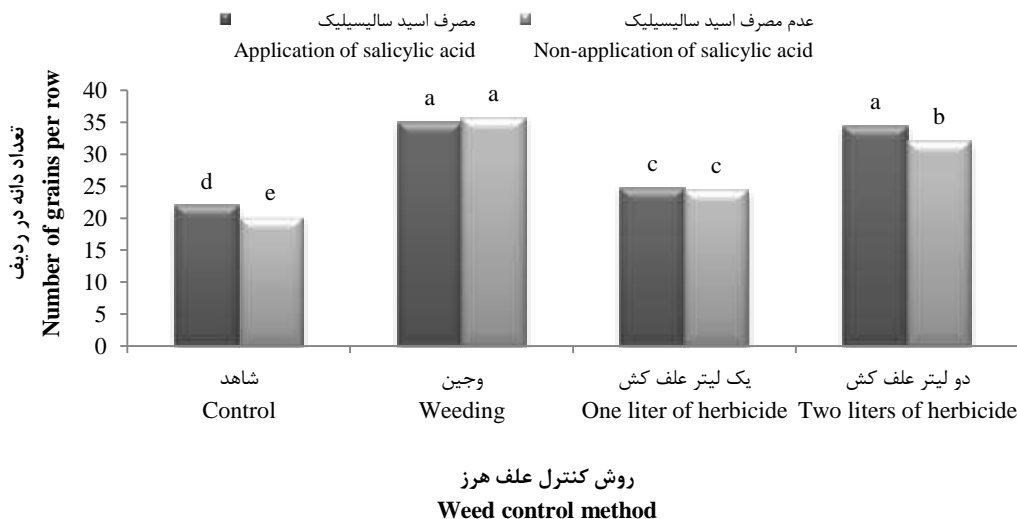 مصرف اسید سالیسیلیک
Application of salicylic acid
عدم مصرف اسید سالیسیلیک
Non-application of salicylic acid
تعداد دانه در ردیف
Number of grains per row
40
35
30
25
20
15
10
5
0
d e a a c c a b
شاهد
Control
وجین
Weeding
یک لیتر علف کش
One liter of herbicide
دو لیتر علف کش
Two liters of herbicide
روش کنترل علف هرز
Weed control method